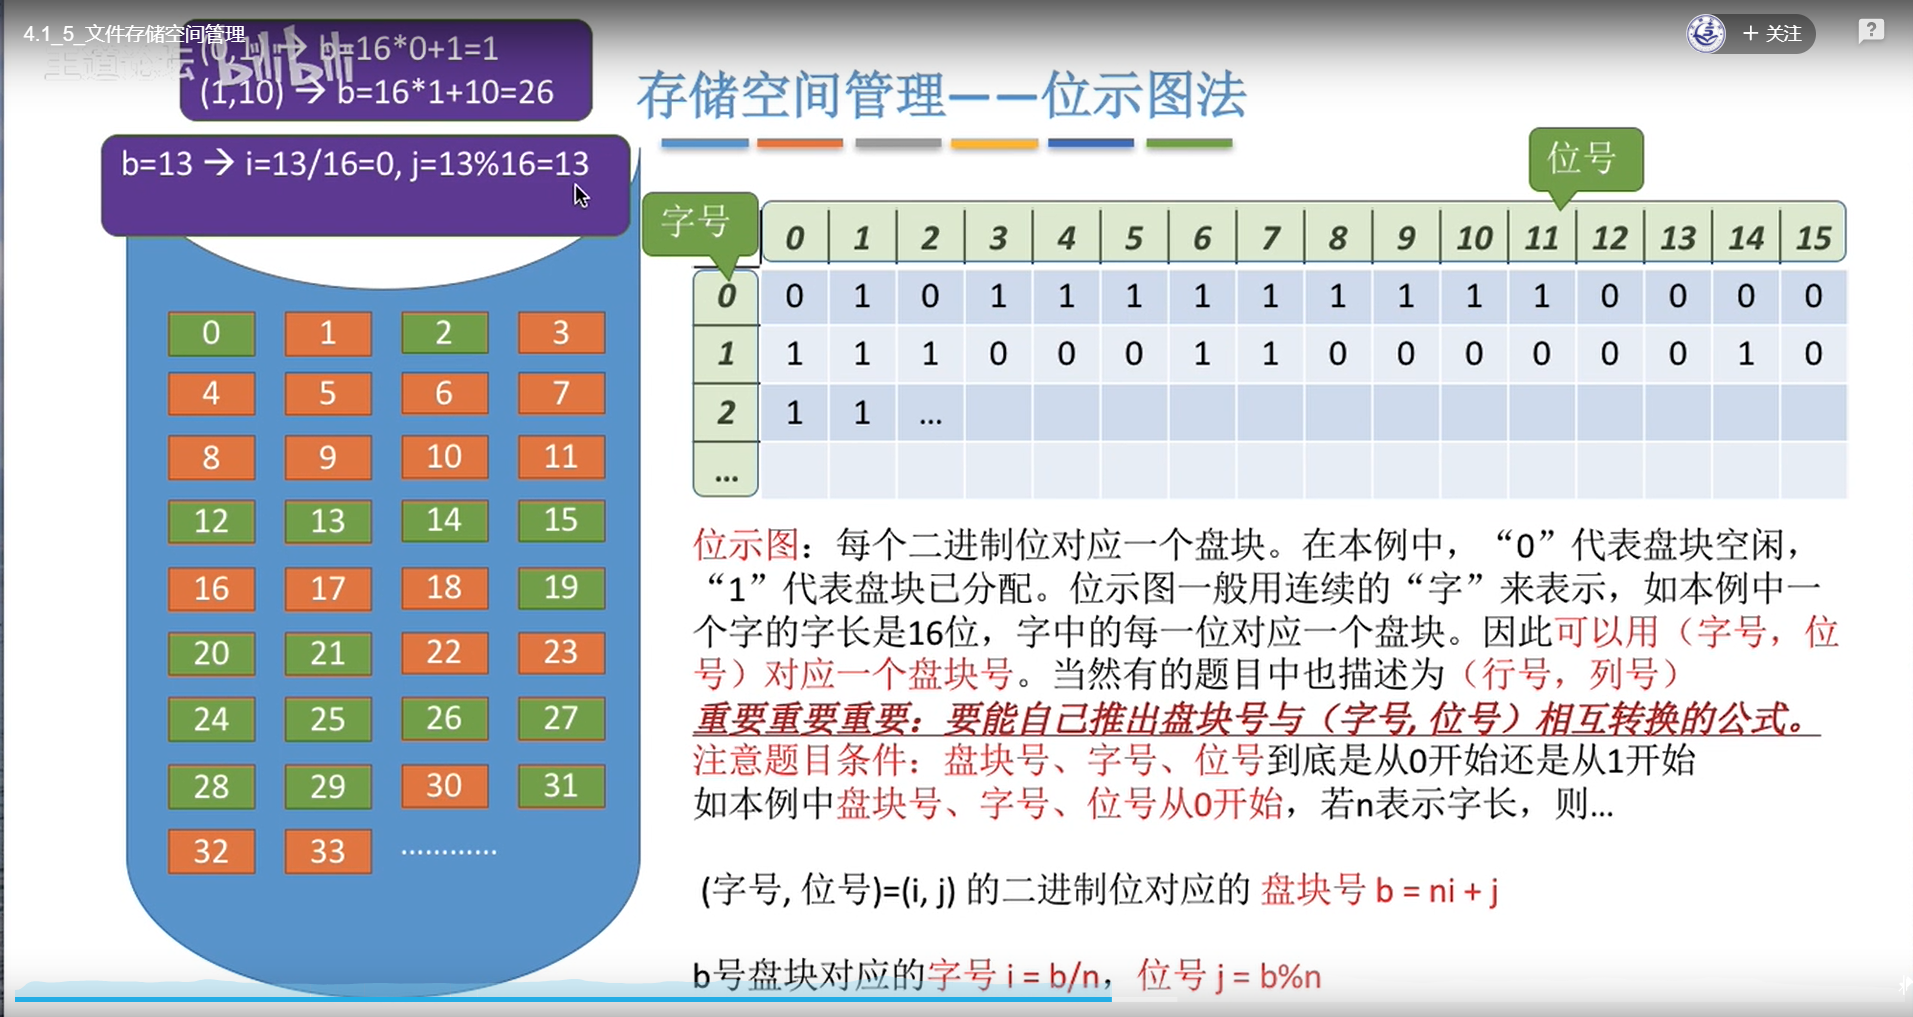 4.1_5_文件存储空间管理
+ 关注
王道论坛
bilibili
(0,1) → b=16*0+1=1
(1,10) → b=16*1+10=26
b=13 → i=13/16=0, j=13%16=13
存储空间管理——位示图法
位号
字号
0 1 2 3 4 5 6 7 8 9 10 11 12 13 14 15
0 0 1 0 1 1 1 1 1 1 1 1 1 0 0 0 0
1 1 1 1 0 0 0 1 1 0 0 0 0 0 0 1 0
2 1 1 ...
...
0 1 2 3
4 5 6 7
8 9 10 11
12 13 14 15
16 17 18 19
20 21 22 23
24 25 26 27
28 29 30 31
32 33 ............
位示图：每个二进制位对应一个盘块。在本例中，“0”代表盘块空闲，
“1”代表盘块已分配。位示图一般用连续的“字”来表示，如本例中一
个字的字长是16位，字中的每一位对应一个盘块。因此可以用（字号，位
号）对应一个盘块号。当然有的题目中也描述为（行号，列号）
重要重要重要：要能自己推出盘块号与（字号, 位号）相互转换的公式。
注意题目条件：盘块号、字号、位号到底是从0开始还是从1开始
如本例中盘块号、字号、位号从0开始，若n表示字长，则...
(字号, 位号)=(i, j) 的二进制位对应的 盘块号 b = ni + j
b号盘块对应的字号 i = b/n，位号 j = b%n